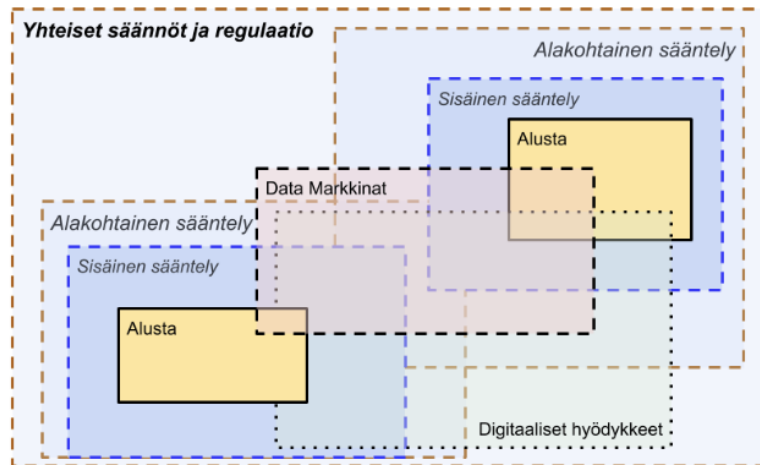 Yhteiset säännöt ja regulaatio
Alakohtainen sääntely
Sisäinen sääntely
Alusta
Data Markkinat
Alakohtainen sääntely
Sisäinen sääntely
Alusta
Digitaaliset hyödykkeet